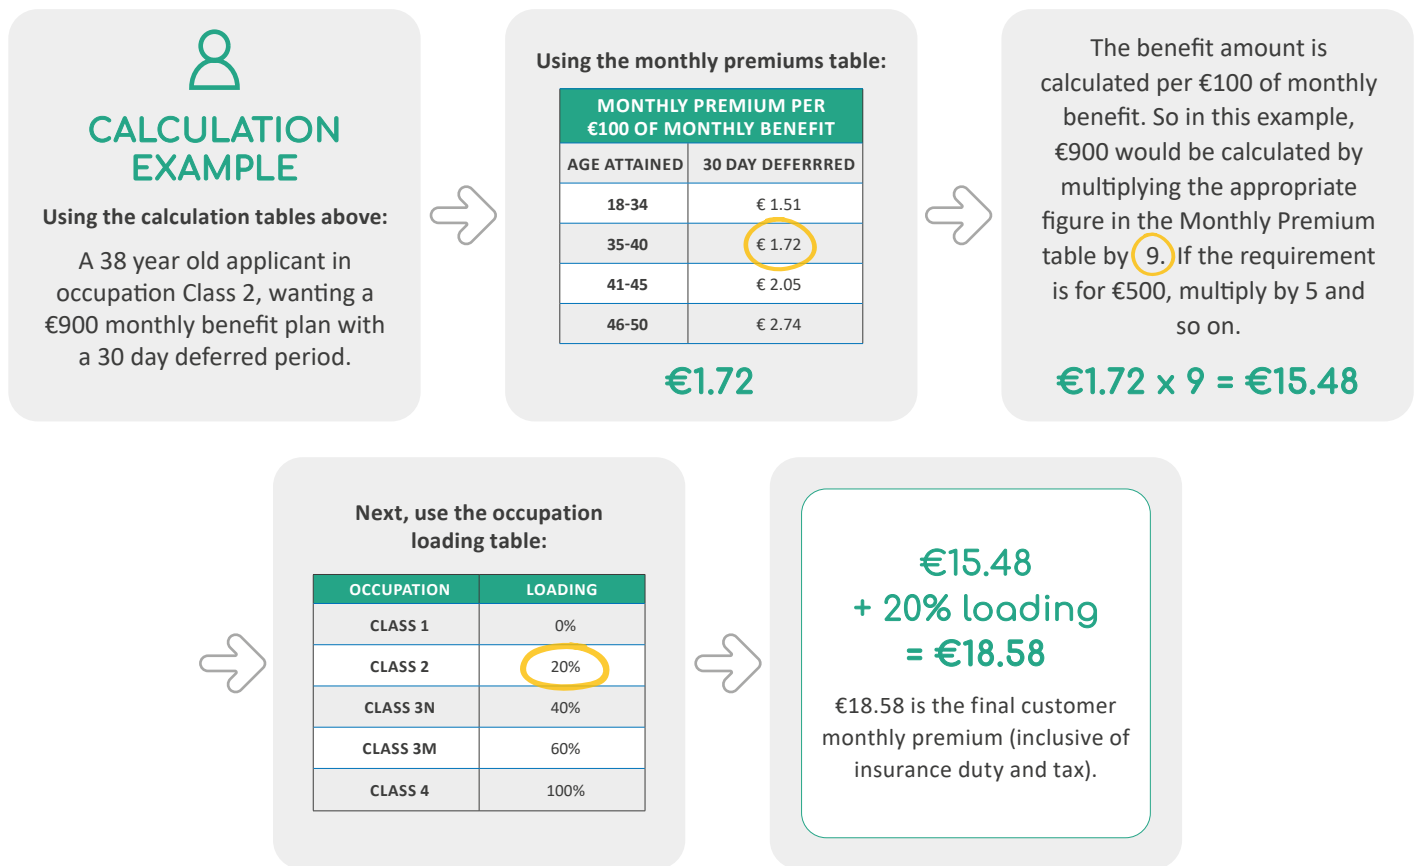 CALCULATION
EXAMPLE
Using the calculation tables above:
A 38 year old applicant in
occupation Class 2, wanting a
€900 monthly benefit plan with
a 30 day deferred period.
Using the monthly premiums table:
MONTHLY PREMIUM PER
€100 OF MONTHLY BENEFIT
AGE ATTAINED 30 DAY DEFERRRED
18-34 € 1.51
35-40 € 1.72
41-45 € 2.05
46-50 € 2.74
€1.72
The benefit amount is
calculated per €100 of monthly
benefit. So in this example,
€900 would be calculated by
multiplying the appropriate
figure in the Monthly Premium
table by 9. If the requirement
is for €500, multiply by 5 and
so on.
€1.72 x 9 = €15.48
Next, use the occupation
loading table:
OCCUPATION LOADING
CLASS 1 0%
CLASS 2 20%
CLASS 3N 40%
CLASS 3M 60%
CLASS 4 100%
€15.48
+ 20% loading
= €18.58
€18.58 is the final customer
monthly premium (inclusive of
insurance duty and tax).